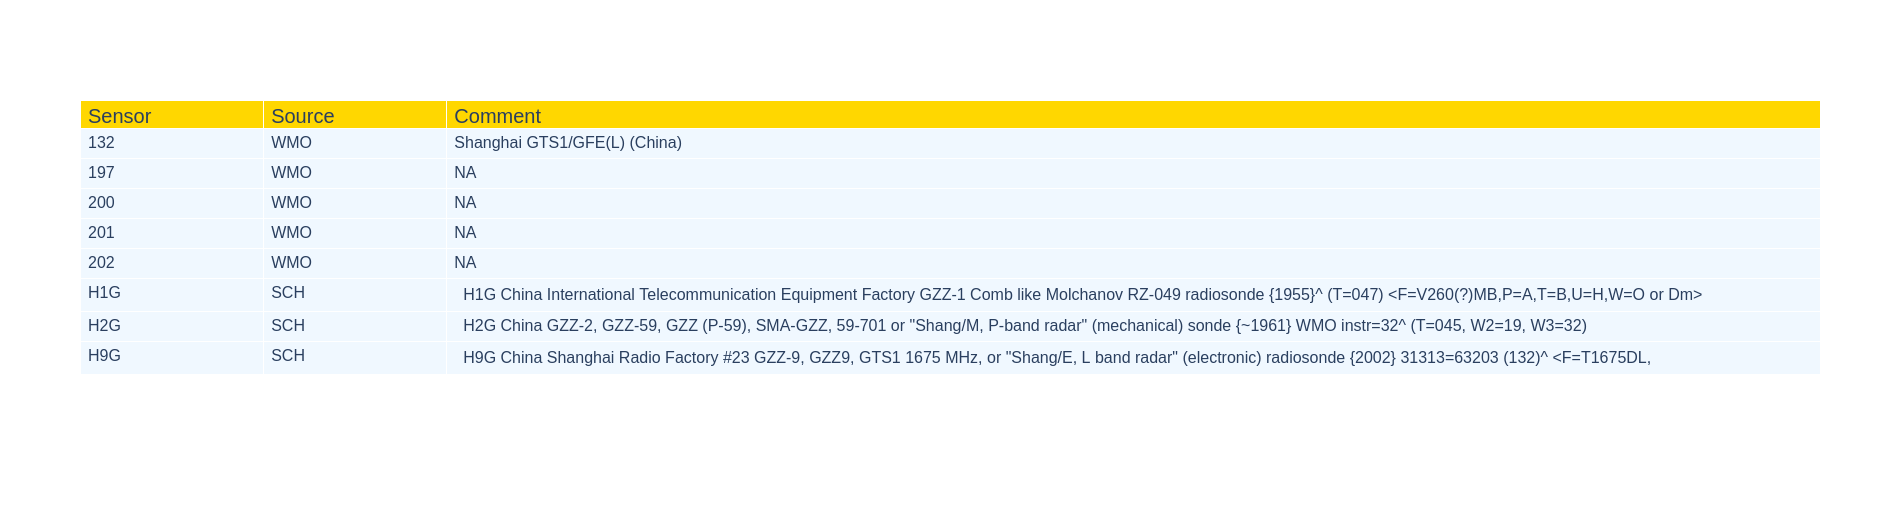 Sensor Source Comment
132 WMO Shanghai GTS1/GFE(L) (China)
197 WMO NA
200 WMO NA
201 WMO NA
202 WMO NA
H1G SCH H1G China International Telecommunication Equipment Factory GZZ-1 Comb like Molchanov RZ-049 radiosonde {1955}^ (T=047) <F=V260(?)MB,P=A,T=B,U=H,W=O or Dm>
H2G SCH H2G China GZZ-2, GZZ-59, GZZ (P-59), SMA-GZZ, 59-701 or "Shang/M, P-band radar" (mechanical) sonde {~1961} WMO instr=32^ (T=045, W2=19, W3=32)
H9G SCH H9G China Shanghai Radio Factory #23 GZZ-9, GZZ9, GTS1 1675 MHz, or "Shang/E, L band radar" (electronic) radiosonde {2002} 31313=63203 (132)^ <F=T1675DL,